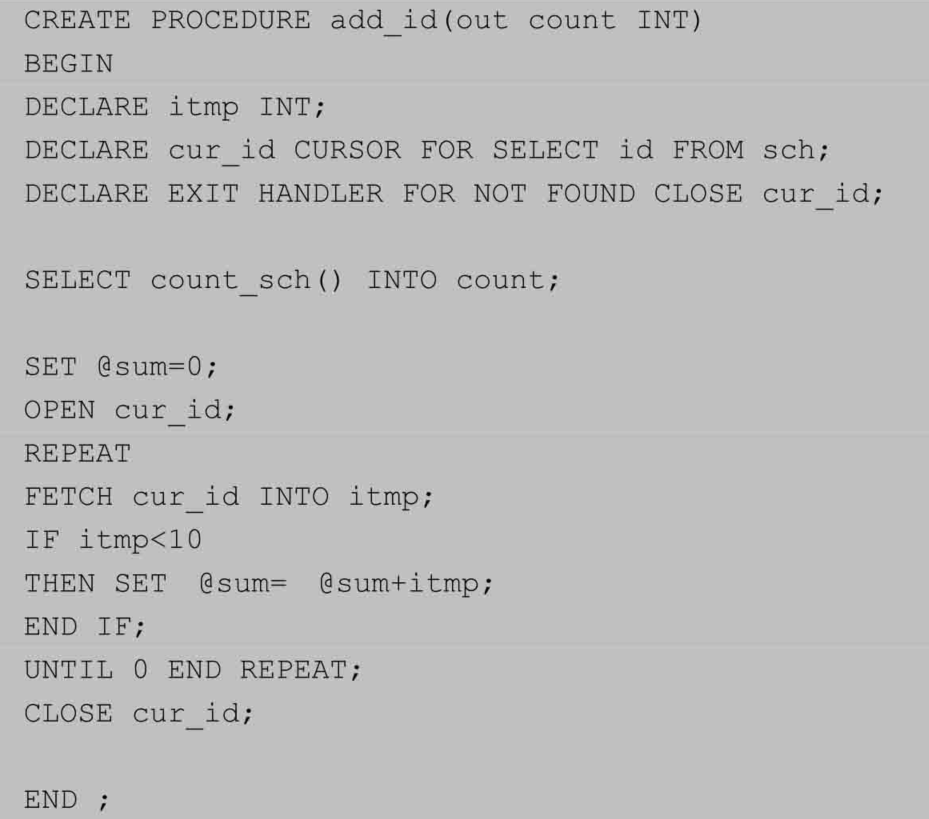 CREATE PROCEDURE add_id(out count INT)
BEGIN
DECLARE itmp INT;
DECLARE cur_id CURSOR FOR SELECT id FROM sch;
DECLARE EXIT HANDLER FOR NOT FOUND CLOSE cur_id;
SELECT count_sch() INTO count;
SET @sum=0;
OPEN cur_id;
REPEAT
FETCH cur_id INTO itmp;
IF itmp<10
THEN SET  @sum=  @sum+itmp;
END IF;
UNTIL 0 END REPEAT;
CLOSE cur_id;
END ;